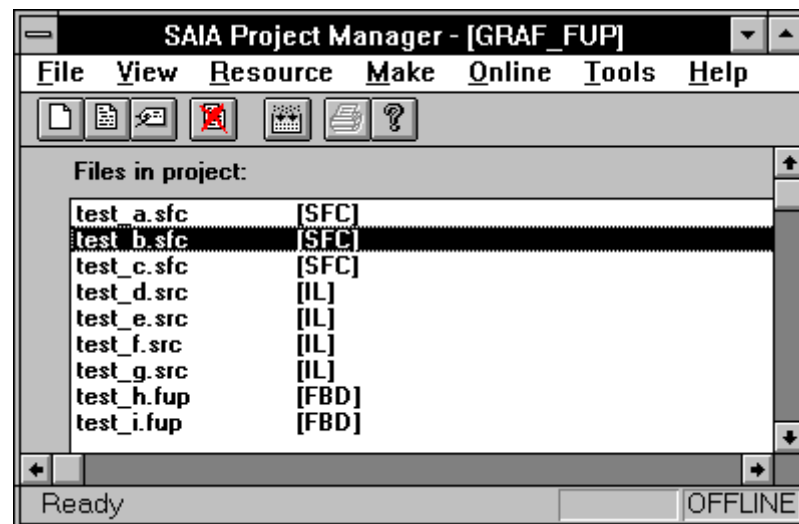 SAIA Project Manager - [GRAF_FUP]
File View Resource Make Online Tools Help
Files in project:
test_a.sfc [SFC]
test_b.sfc [SFC]
test_c.sfc [SFC]
test_d.src [IL]
test_e.src [IL]
test_f.src [IL]
test_g.src [IL]
test_h.fup [FBD]
test_i.fup [FBD]
Ready OFFLINE